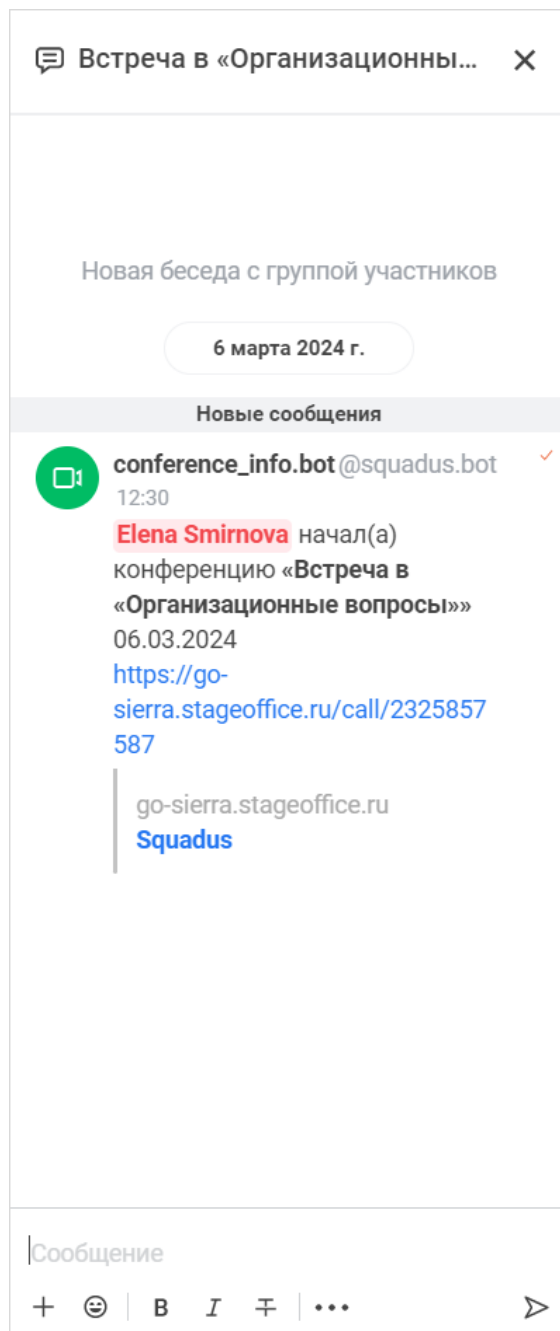 Встреча в «Организационны...
Новая беседа с группой участников
6 марта 2024 г.
Новые сообщения
conference_info.bot@squadus.bot
12:30
Elena Smirnova начал(а)
конференцию «Встреча в
«Организационные вопросы»»
06.03.2024
https://go-
sierra.stageoffice.ru/call/2325857
587
go-sierra.stageoffice.ru
Squadus
Сообщение
B I T